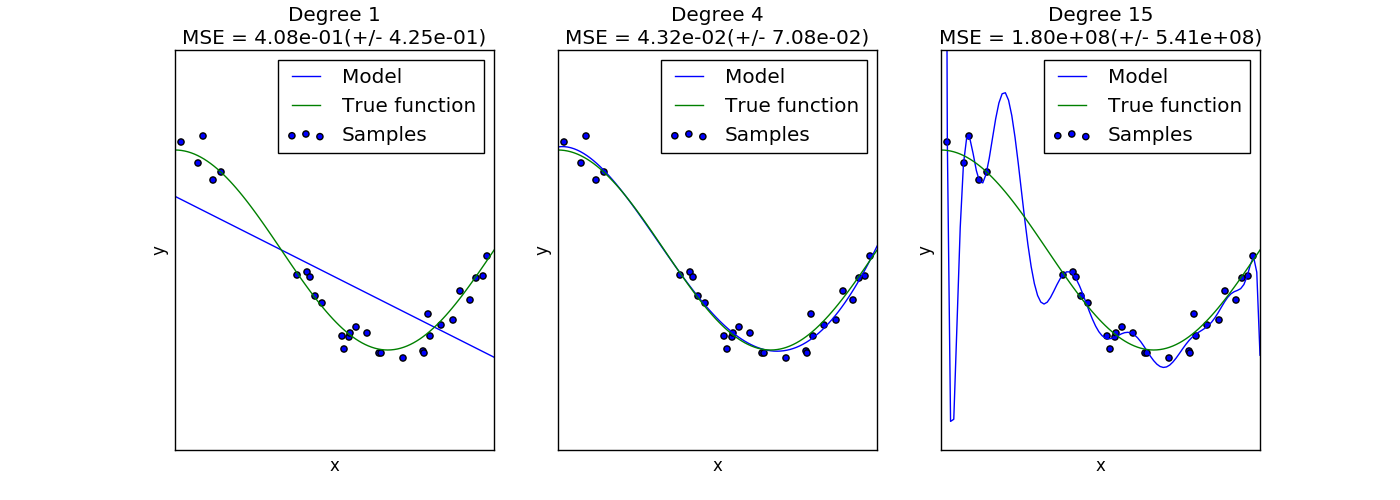 Degree 1
MSE = 4.08e-01(+/- 4.25e-01)
Model
True function
Samples
y
x
Degree 4
MSE = 4.32e-02(+/- 7.08e-02)
Model
True function
Samples
y
x
Degree 15
MSE = 1.80e+08(+/- 5.41e+08)
Model
True function
Samples
y
x